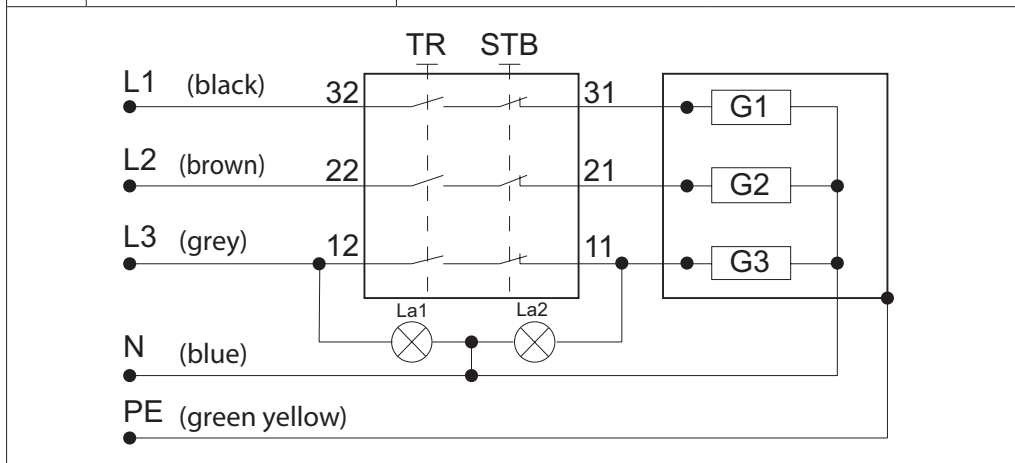 TR STB
L1 (black) 32 31 G1
L2 (brown) 22 21 G2
L3 (grey) 12 11 G3
La1 La2
N (blue)
PE (green yellow)